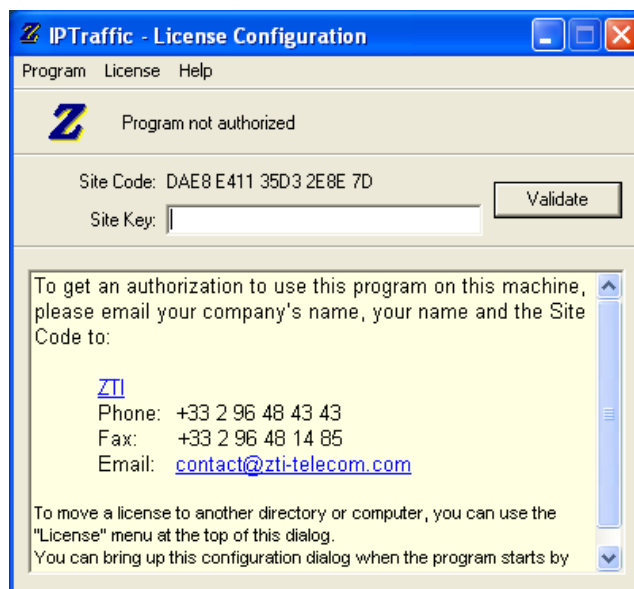 IPTraffic - License Configuration
Program License Help
Z Program not authorized
Site Code: DAE8 E411 35D3 2E8E 7D
Site Key:
Validate
To get an authorization to use this program on this machine,
please email your company's name, your name and the Site
Code to:
ZTI
Phone: +33 2 96 48 43 43
Fax: +33 2 96 48 14 85
Email: contact@zti-telecom.com
To move a license to another directory or computer, you can use the
"License" menu at the top of this dialog.
You can bring up this configuration dialog when the program starts by